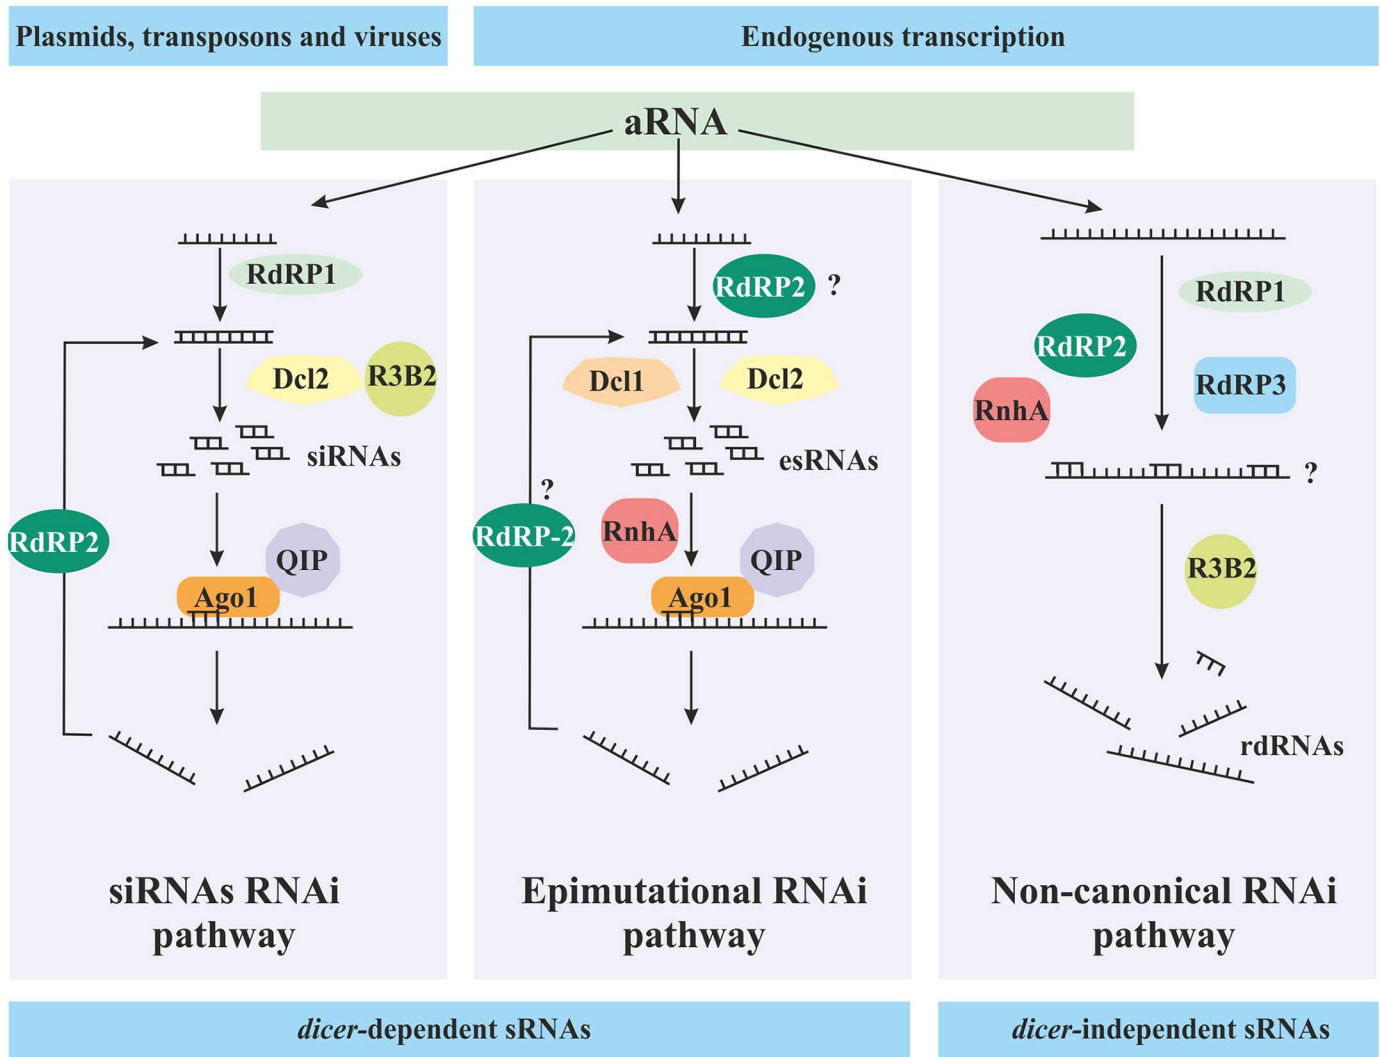 Plasmids, transposons and viruses
Endogenous transcription
aRNA
RdRP1
Dcl2
R3B2
siRNAs
RdRP2
QIP
Ago1
siRNAs RNAi
pathway
RdRP2 ?
Dcl1
Dcl2
esRNAs
?
RdRP-2
RnhA
QIP
Ago1
Epimutational RNAi
pathway
RdRP1
RdRP2
RdRP3
RnhA
?
R3B2
rdRNAs
Non-canonical RNAi
pathway
dicer-dependent sRNAs
dicer-independent sRNAs